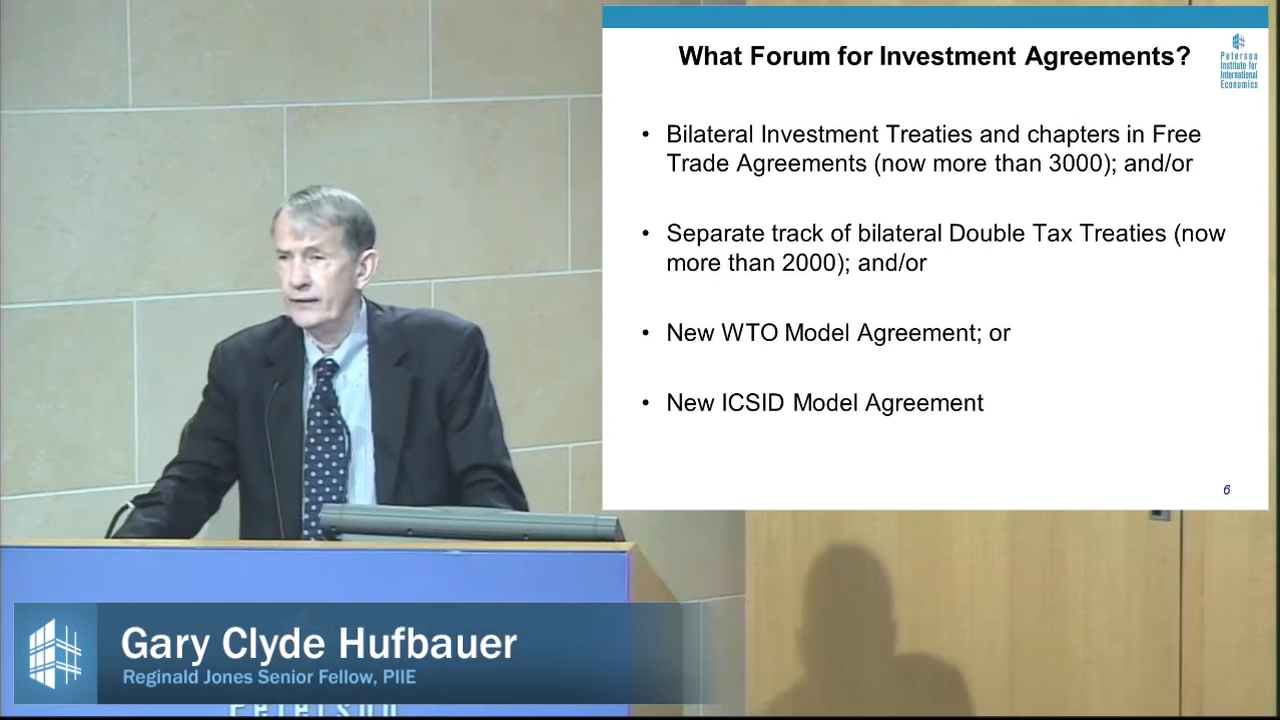 What Forum for Investment Agreements?
Peterson
Institute for
International
Economics
• Bilateral Investment Treaties and chapters in Free
Trade Agreements (now more than 3000); and/or
• Separate track of bilateral Double Tax Treaties (now
more than 2000); and/or
• New WTO Model Agreement; or
• New ICSID Model Agreement
6
Gary Clyde Hufbauer
Reginald Jones Senior Fellow, PIIE
Peterson